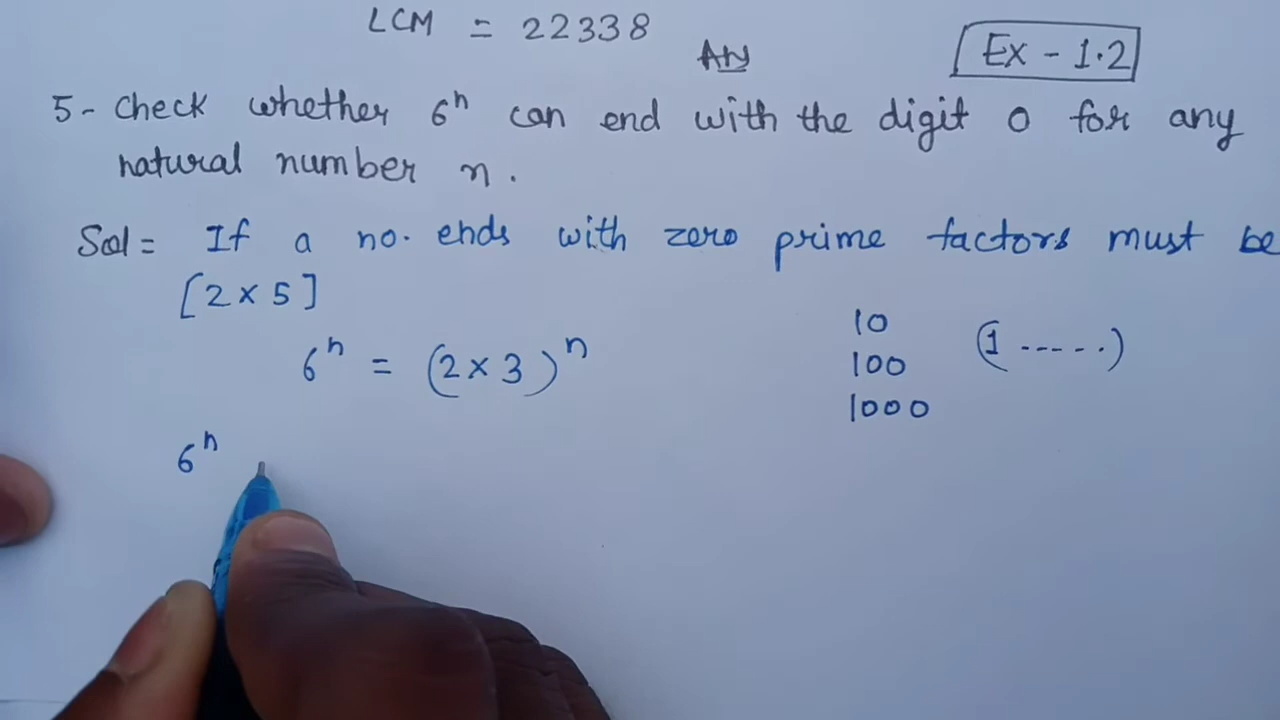 LCM = 22338
Ans
Ex - 1.2
5- Check whether 6ⁿ can end with the digit 0 for any
natural number n.
Sol = If a no. ends with zero prime factors must be
[2 × 5]
6ⁿ = (2 × 3)ⁿ
10
100
1000
(1 -----.)
6ⁿ